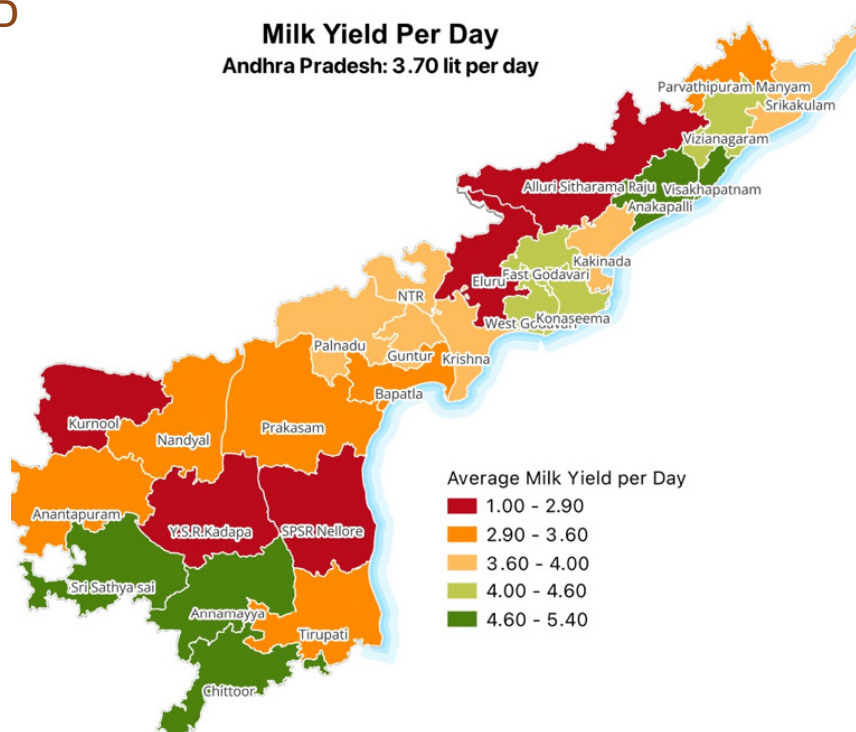 Milk Yield Per Day
Andhra Pradesh: 3.70 lit per day
Parvathipuram Manyam
Srikakulam
Vizianagaram
Alluri Sitharama Raju
Visakhapatnam
Anakapalli
Kakinada
East Godavari
Eluru
NTR
Konaseema
West Godavari
Palnadu
Guntur
Krishna
Bapatla
Kurnool
Prakasam
Nandyal
Average Milk Yield per Day
1.00 - 2.90
2.90 - 3.60
3.60 - 4.00
4.00 - 4.60
4.60 - 5.40
Anantapuram
Y.S.R.Kadapa
SPSR Nellore
Sri Sathya sai
Annamayya
Tirupati
Chittoor